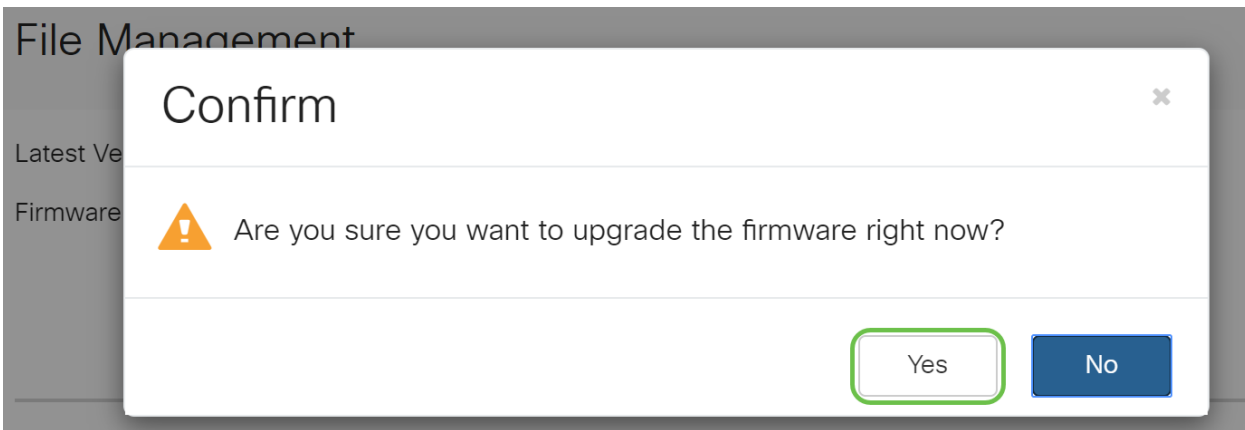 File Management
Confirm
Latest Ve
Firmware
Are you sure you want to upgrade the firmware right now?
Yes
No